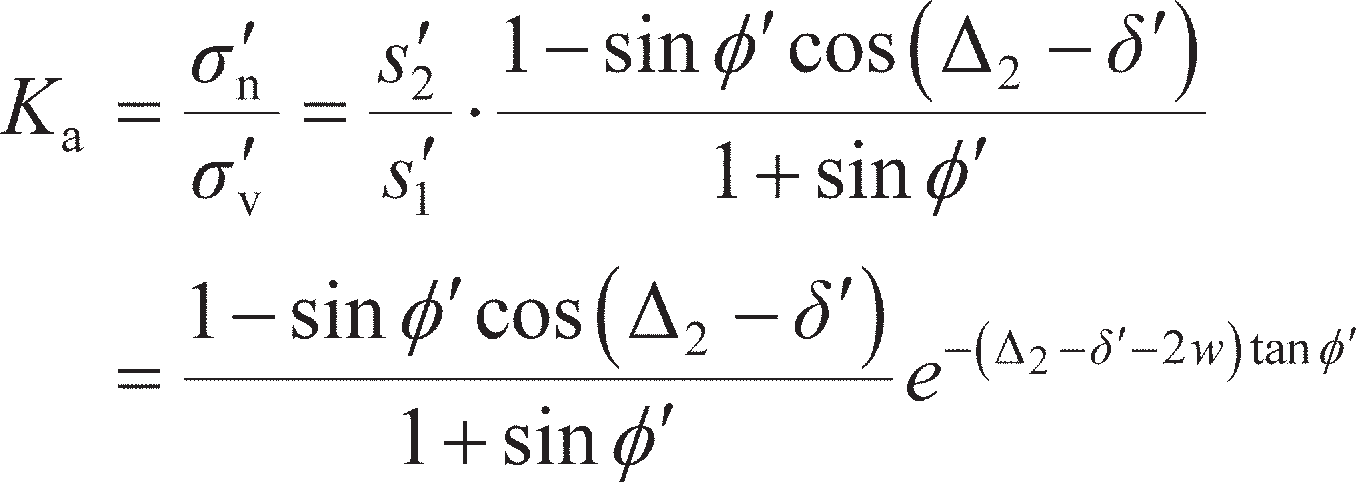 K_a = σ′_n / σ′_v = s′_2 / s′_1 · (1 − sin ϕ′ cos(Δ_2 − δ′)) / (1 + sin ϕ′)
= (1 − sin ϕ′ cos(Δ_2 − δ′)) / (1 + sin ϕ′) e^{−(Δ_2 − δ′ − 2w) tan ϕ′}